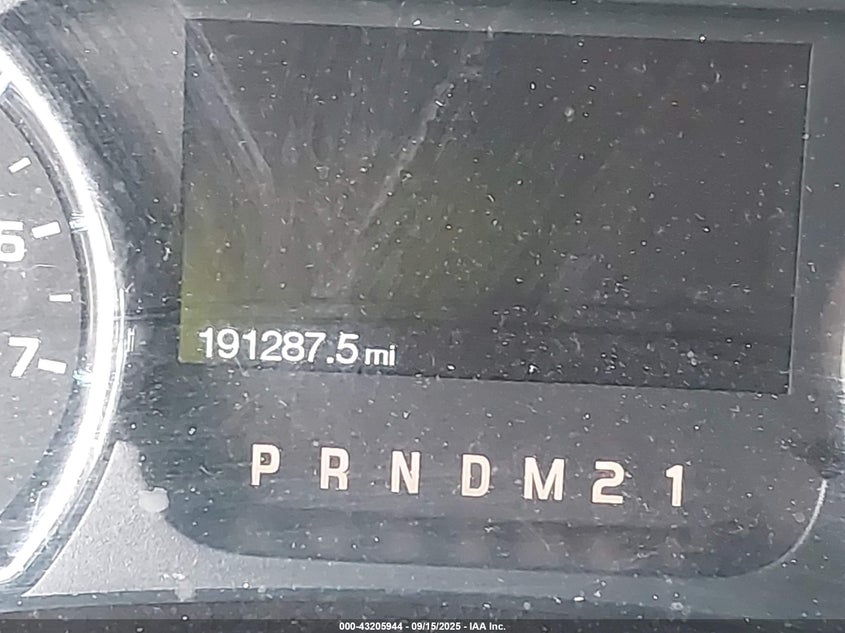 6
191287.5 mi
7
P R N D M 2 1
000-43205944 - 09/15/2025 - IAA Inc.